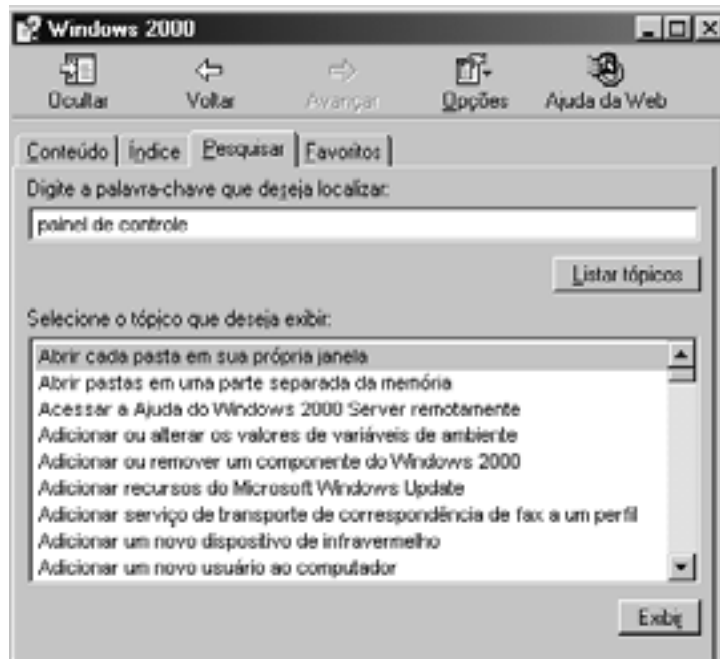 Windows 2000
Ocultar Voltar Avançar Opções Ajuda da Web
Conteúdo Índice Pesquisar Favoritos
Digite a palavra-chave que deseja localizar:
painel de controle
Listar tópicos
Selecione o tópico que deseja exibir:
Abrir cada pasta em sua própria janela
Abrir pastas em uma parte separada da memória
Acessar a Ajuda do Windows 2000 Server remotamente
Adicionar ou alterar os valores de variáveis de ambiente
Adicionar ou remover um componente do Windows 2000
Adicionar recursos do Microsoft Windows Update
Adicionar serviço de transporte de correspondência de fax a um perfil
Adicionar um novo dispositivo de infravermelho
Adicionar um novo usuário ao computador
Exibir